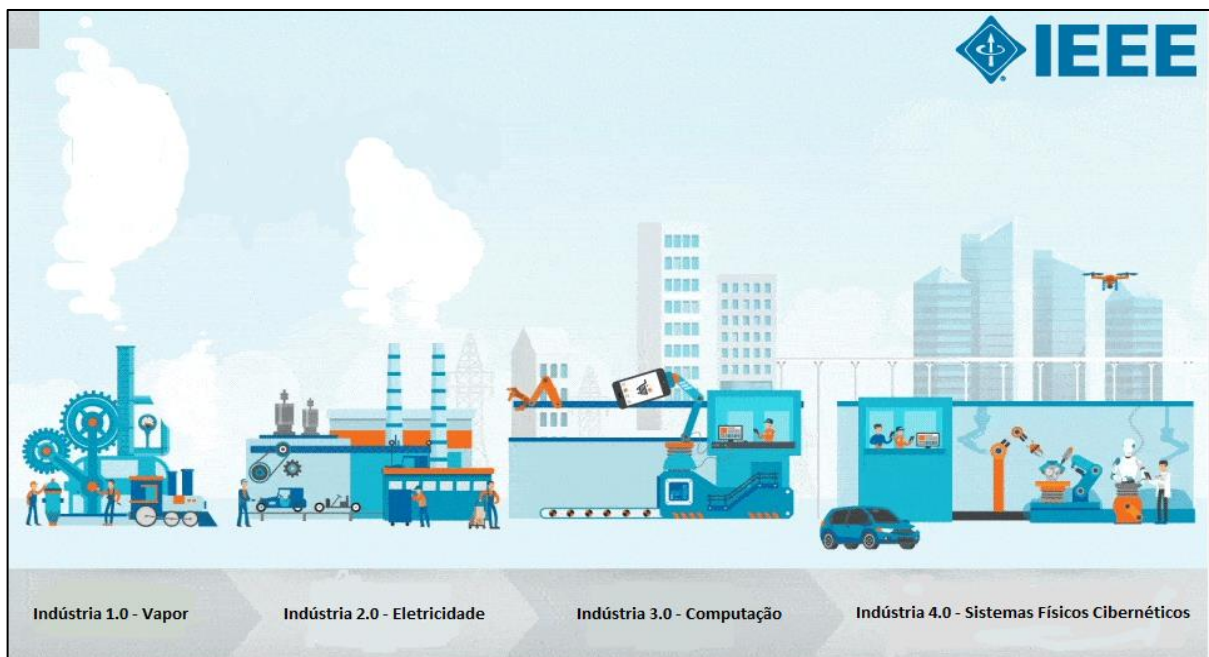 IEEE
Indústria 1.0 - Vapor
Indústria 2.0 - Eletricidade
Indústria 3.0 - Computação
Indústria 4.0 - Sistemas Físicos Cibernéticos